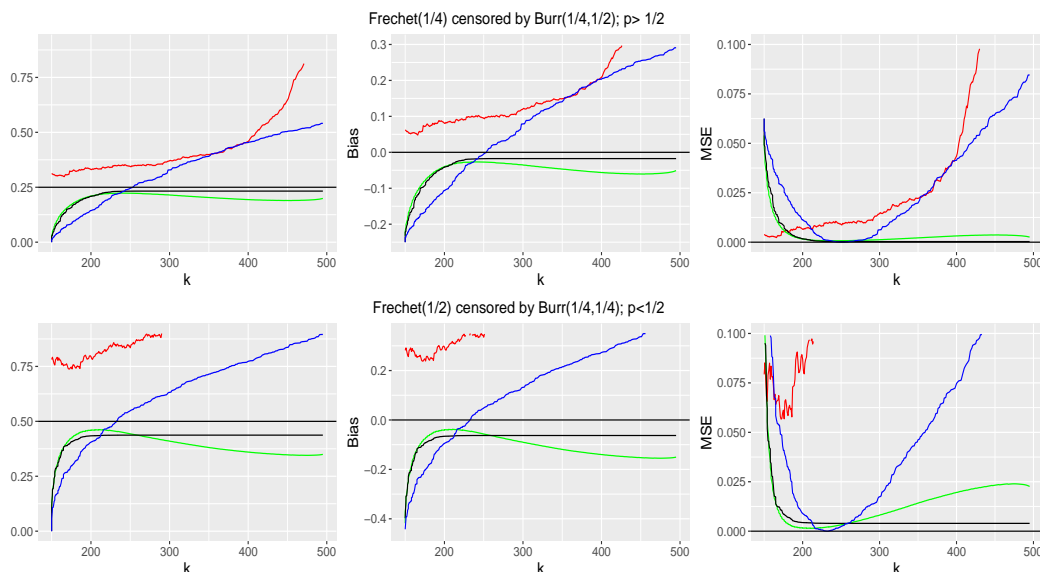 Frechet(1/4) censored by Burr(1/4,1/2); p> 1/2
0.75
0.50
0.25
0.00
200 300 400 500
k
Bias
0.3
0.2
0.1
0.0
−0.1
−0.2
200 300 400 500
k
MSE
0.100
0.075
0.050
0.025
0.000
200 300 400 500
k
Frechet(1/2) censored by Burr(1/4,1/4); p<1/2
0.75
0.50
0.25
0.00
200 300 400 500
k
Bias
0.2
0.0
−0.2
−0.4
200 300 400 500
k
MSE
0.100
0.075
0.050
0.025
0.000
200 300 400 500
k